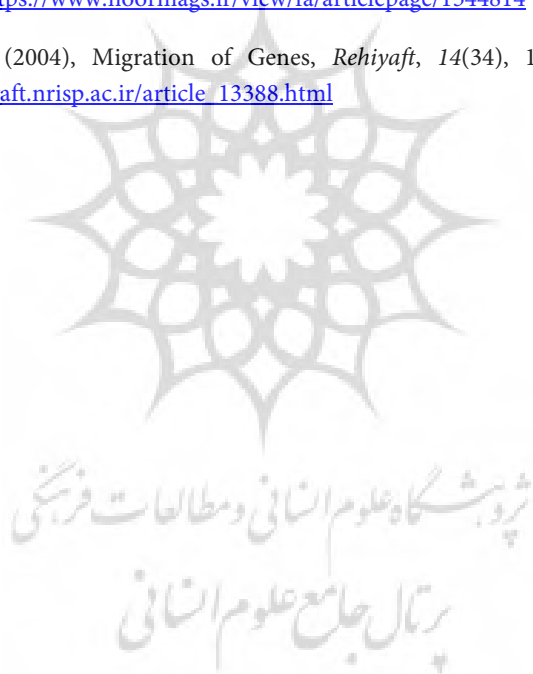 tps://www.noormags.ir/view/fa/articlepage/1344814
(2004), Migration of Genes, Rehiyaft, 14(34), 1
aft.nrisp.ac.ir/article_13388.html
پژوهشگاه علوم انسانی و مطالعات فرهنگی
پرتال جامع علوم انسانی